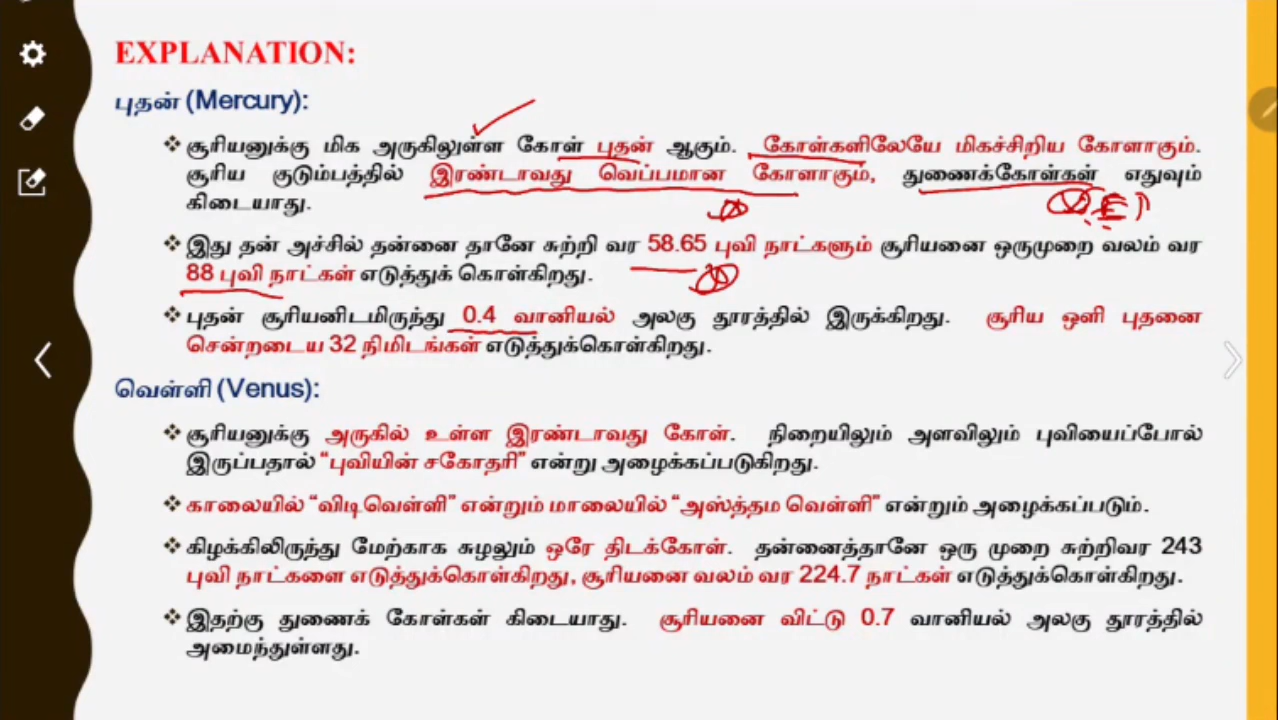 EXPLANATION:
புதன் (Mercury):
❖ சூரியனுக்கு மிக அருகிலுள்ள கோள் புதன் ஆகும். கோள்களிலேயே மிகச்சிறிய கோளாகும்.
சூரிய குடும்பத்தில் இரண்டாவது வெப்பமான கோளாகும், துணைக்கோள்கள் எதுவும்
கிடையாது.
❖ இது தன் அச்சில் தன்னை தானே சுற்றி வர 58.65 புவி நாட்களும் சூரியனை ஒருமுறை வலம் வர
88 புவி நாட்கள் எடுத்துக் கொள்கிறது.
❖ புதன் சூரியனிடமிருந்து 0.4 வானியல் அலகு தூரத்தில் இருக்கிறது. சூரிய ஒளி புதனை
சென்றடைய 32 நிமிடங்கள் எடுத்துக்கொள்கிறது.
வெள்ளி (Venus):
❖ சூரியனுக்கு அருகில் உள்ள இரண்டாவது கோள். நிறையிலும் அளவிலும் புவியைப்போல்
இருப்பதால் “புவியின் சகோதரி” என்று அழைக்கப்படுகிறது.
❖ காலையில் “விடிவெள்ளி” என்றும் மாலையில் “அஸ்த்தம வெள்ளி” என்றும் அழைக்கப்படும்.
❖ கிழக்கிலிருந்து மேற்காக சுழலும் ஒரே திடக்கோள். தன்னைத்தானே ஒரு முறை சுற்றிவர 243
புவி நாட்களை எடுத்துக்கொள்கிறது, சூரியனை வலம் வர 224.7 நாட்கள் எடுத்துக்கொள்கிறது.
❖ இதற்கு துணைக் கோள்கள் கிடையாது. சூரியனை விட்டு 0.7 வானியல் அலகு தூரத்தில்
அமைந்துள்ளது.